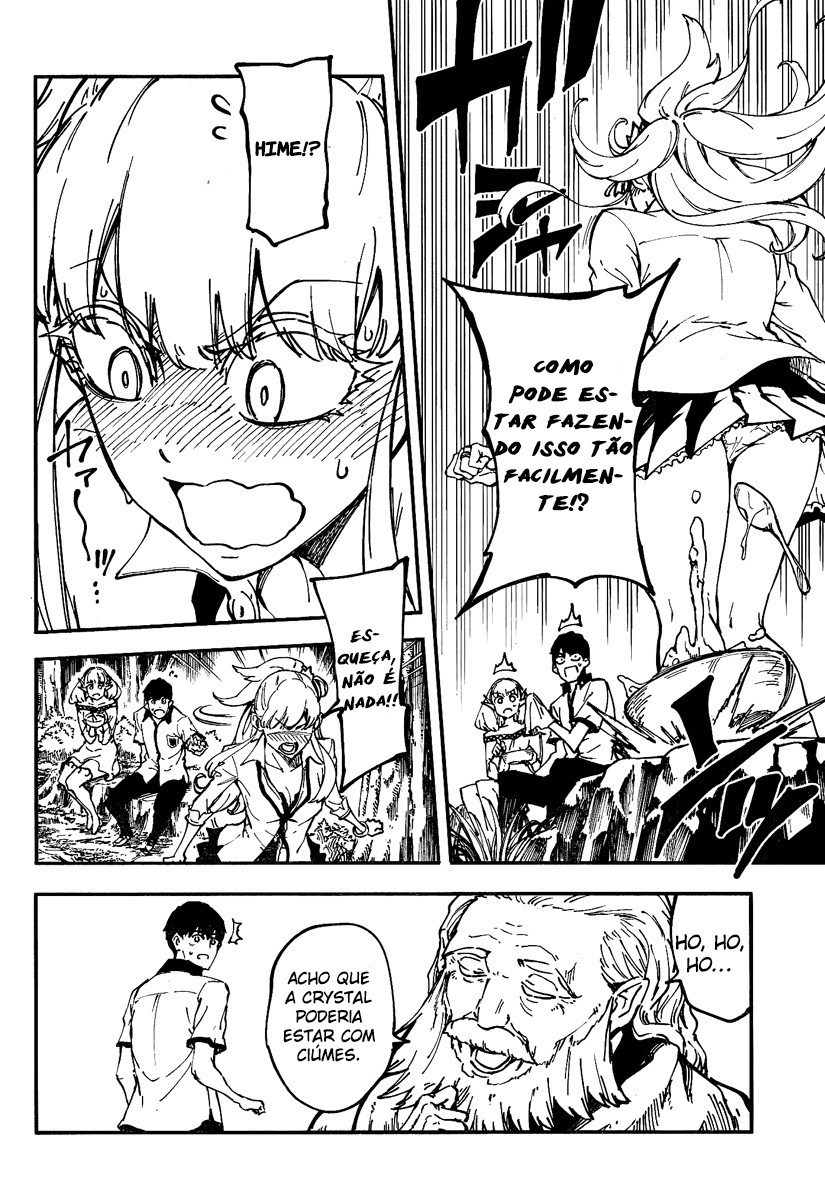 COMO
PODE ES-
TAR FAZEN-
DO ISSO TÃO
FACILMEN-
TE!?
HIME!?
ES-
QUEÇA,
NÃO É
NADA!!
HO, HO,
HO...
ACHO QUE
A CRYSTAL
PODERIA
ESTAR COM
CIÚMES.